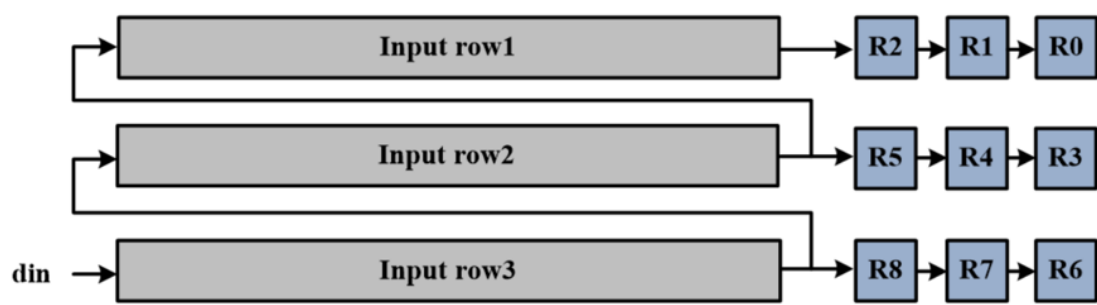 Input row1 R2 R1 R0
Input row2 R5 R4 R3
din Input row3 R8 R7 R6